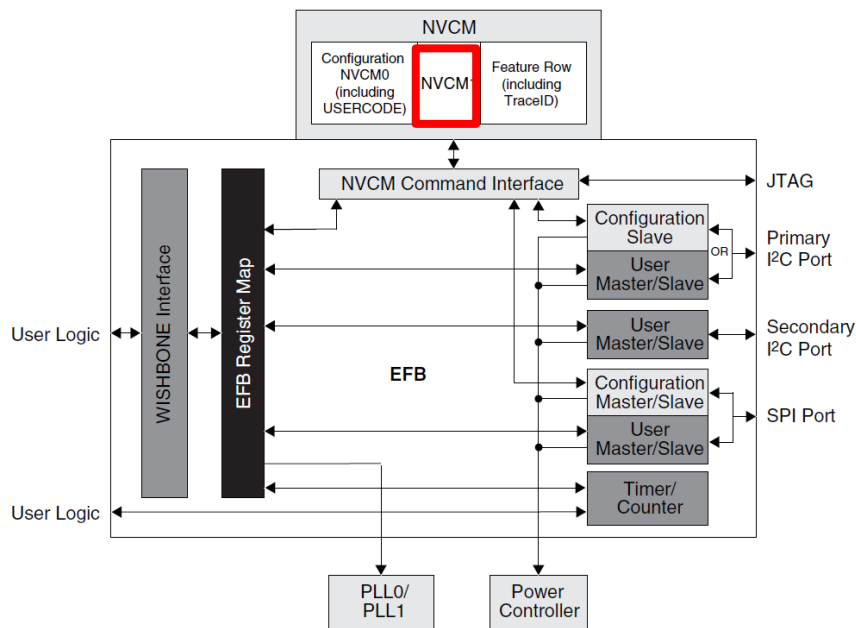 NVCM
Configuration
NVCM0
(including
USERCODE)
NVCM1
Feature Row
(including
TraceID)
NVCM Command Interface
JTAG
WISHBONE Interface
EFB Register Map
Configuration
Slave
OR
User
Master/Slave
Primary
I²C Port
User Logic
User
Master/Slave
Secondary
I²C Port
EFB
Configuration
Master/Slave
User
Master/Slave
SPI Port
Timer/
Counter
User Logic
PLL0/
PLL1
Power
Controller